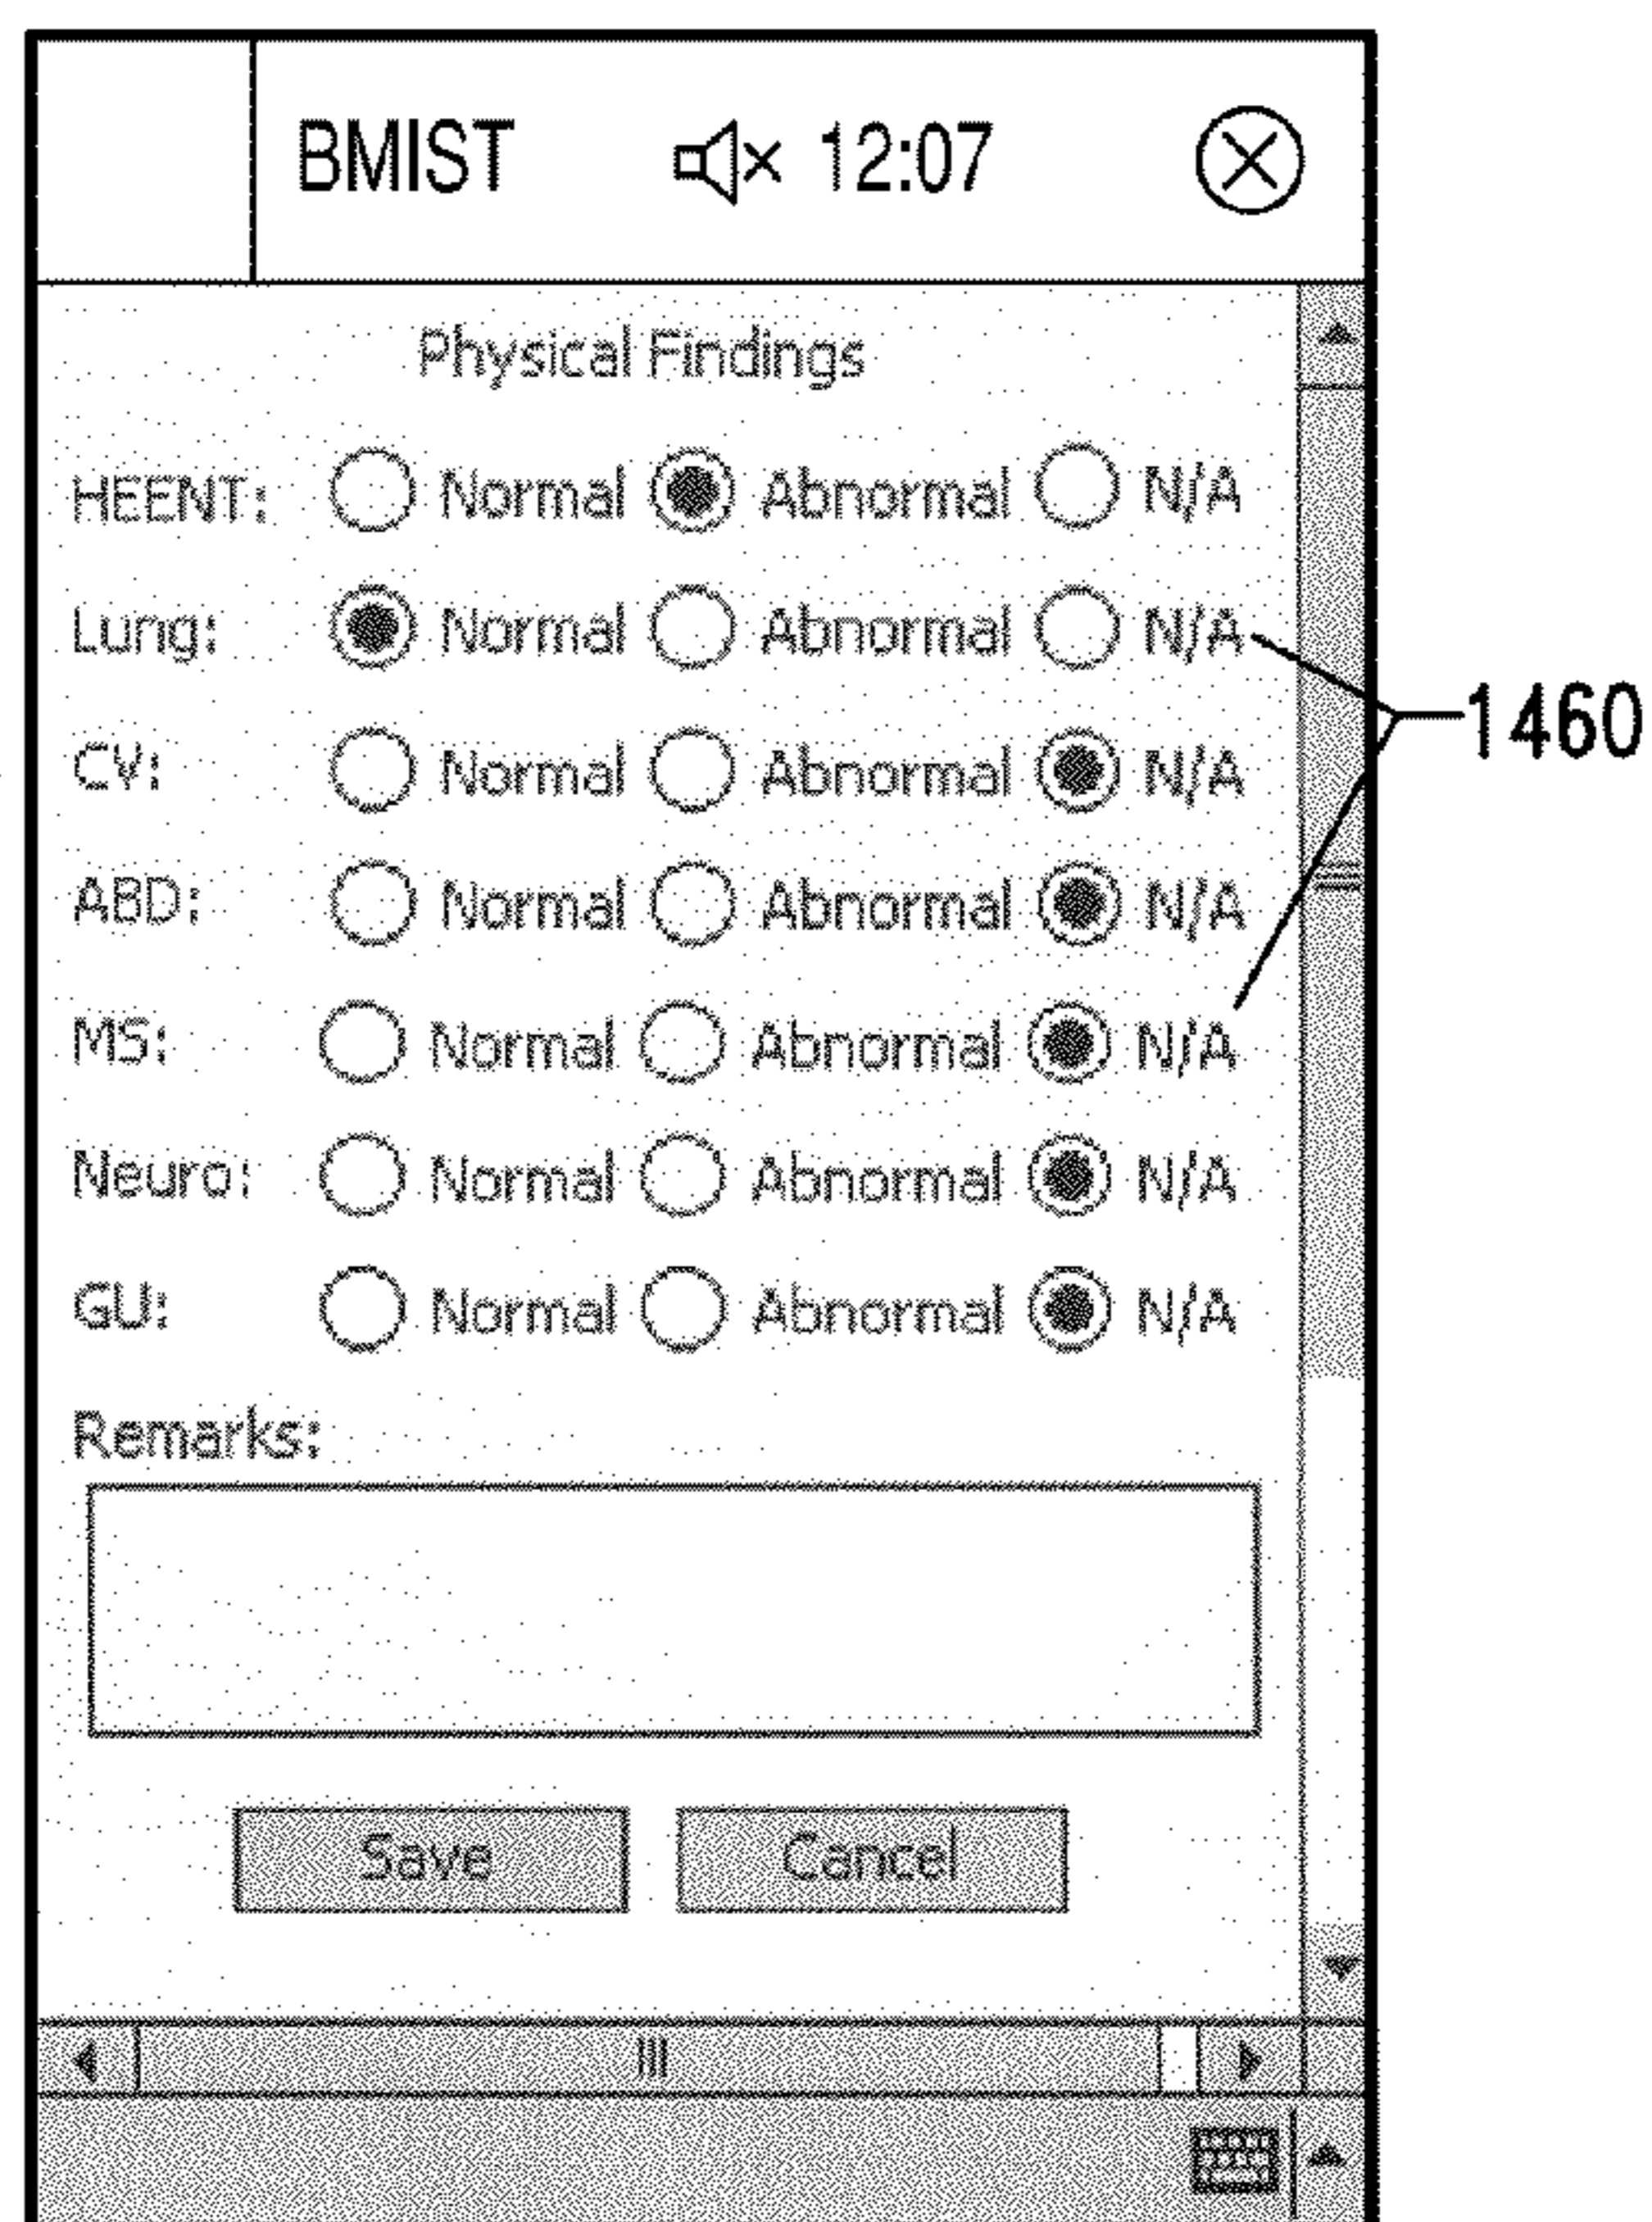 BMIST 12:07
Physical Findings
HEENT: Normal Abnormal N/A
Lung: Normal Abnormal N/A
CV: Normal Abnormal N/A
1460
ABD: Normal Abnormal N/A
MS: Normal Abnormal N/A
Neuro: Normal Abnormal N/A
GU: Normal Abnormal N/A
Remarks:
Save Cancel